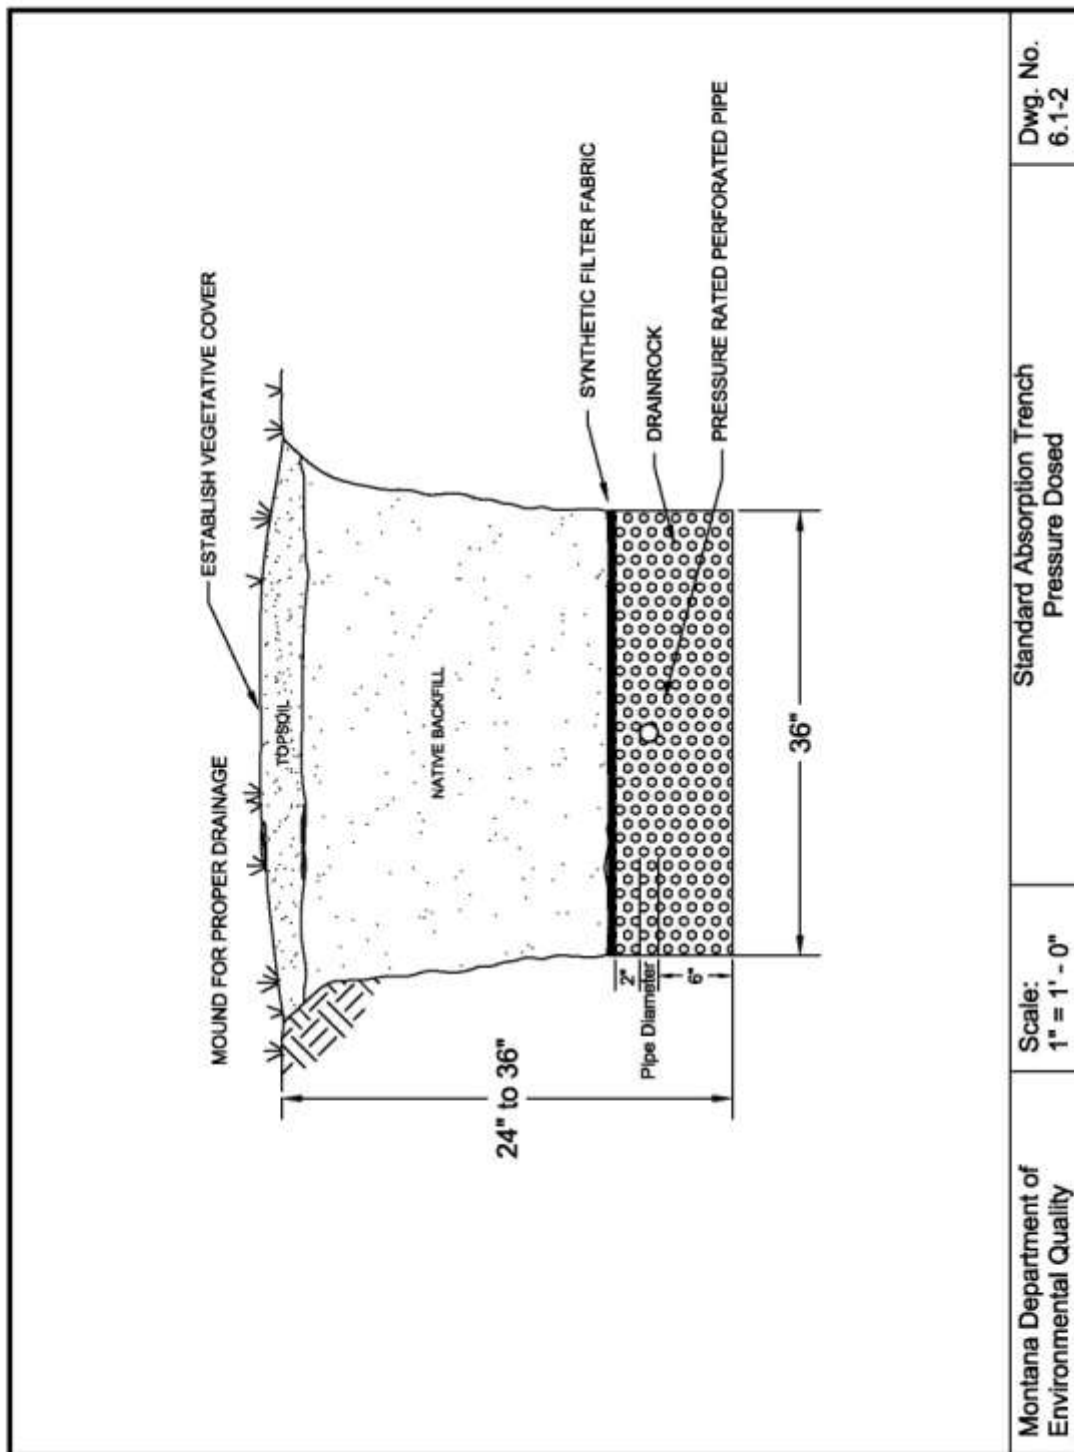 MOUND FOR PROPER DRAINAGE
ESTABLISH VEGETATIVE COVER
TOPSOIL
NATIVE BACKFILL
24" to 36"
SYNTHETIC FILTER FABRIC
DRAINROCK
PRESSURE RATED PERFORATED PIPE
2"
Pipe Diameter
6"
36"
Montana Department of
Environmental Quality
Scale:
1" = 1' - 0"
Standard Absorption Trench
Pressure Dosed
Dwg. No.
6.1-2